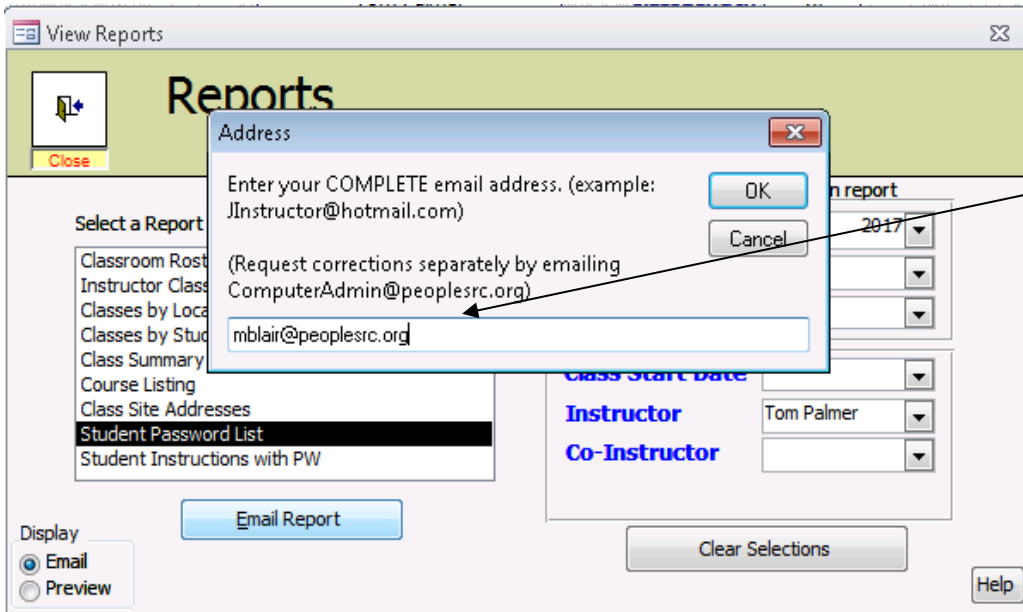 View Reports
Reports
Close
Address
Enter your COMPLETE email address. (example:
JInstructor@hotmail.com)
(Request corrections separately by emailing
ComputerAdmin@peoplesrc.org)
mblair@peoplesrc.org
OK
Cancel
n report
2017
Select a Report
Classroom Rost
Instructor Class
Classes by Loca
Classes by Stud
Class Summary
Course Listing
Class Site Addresses
Student Password List
Student Instructions with PW
Class Start Date
Instructor
Tom Palmer
Co-Instructor
Email Report
Clear Selections
Display
Email
Preview
Help